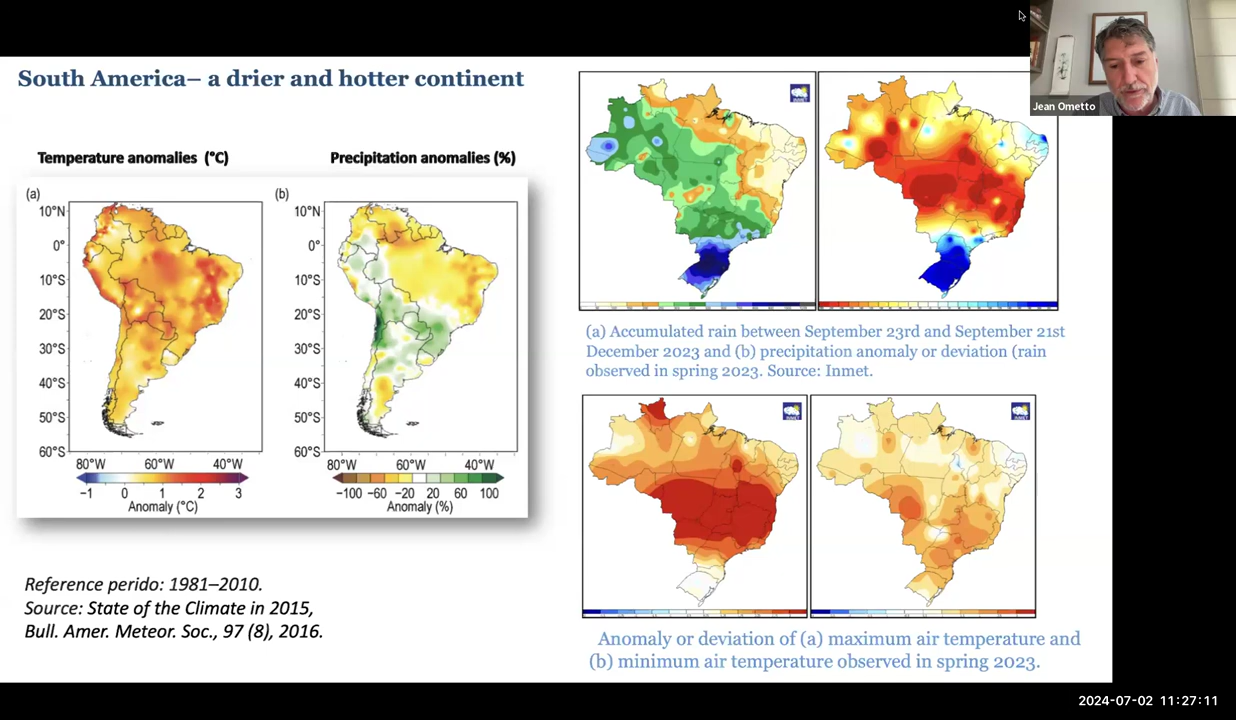 South America– a drier and hotter continent
Temperature anomalies (°C)
Precipitation anomalies (%)
(a)
10°N
0°
10°S
20°S
30°S
40°S
50°S
60°S
80°W 60°W 40°W
−1 0 1 2 3
Anomaly (°C)
(b)
10°N
0°
10°S
20°S
30°S
40°S
50°S
60°S
80°W 60°W 40°W
−100 −60 −20 20 60 100
Anomaly (%)
Reference perido: 1981–2010.
Source: State of the Climate in 2015,
Bull. Amer. Meteor. Soc., 97 (8), 2016.
INMET
(a) Accumulated rain between September 23rd and September 21st
December 2023 and (b) precipitation anomaly or deviation (rain
observed in spring 2023. Source: Inmet.
INMET
INMET
Anomaly or deviation of (a) maximum air temperature and
(b) minimum air temperature observed in spring 2023.
Jean Ometto
2024-07-02 11:27:11